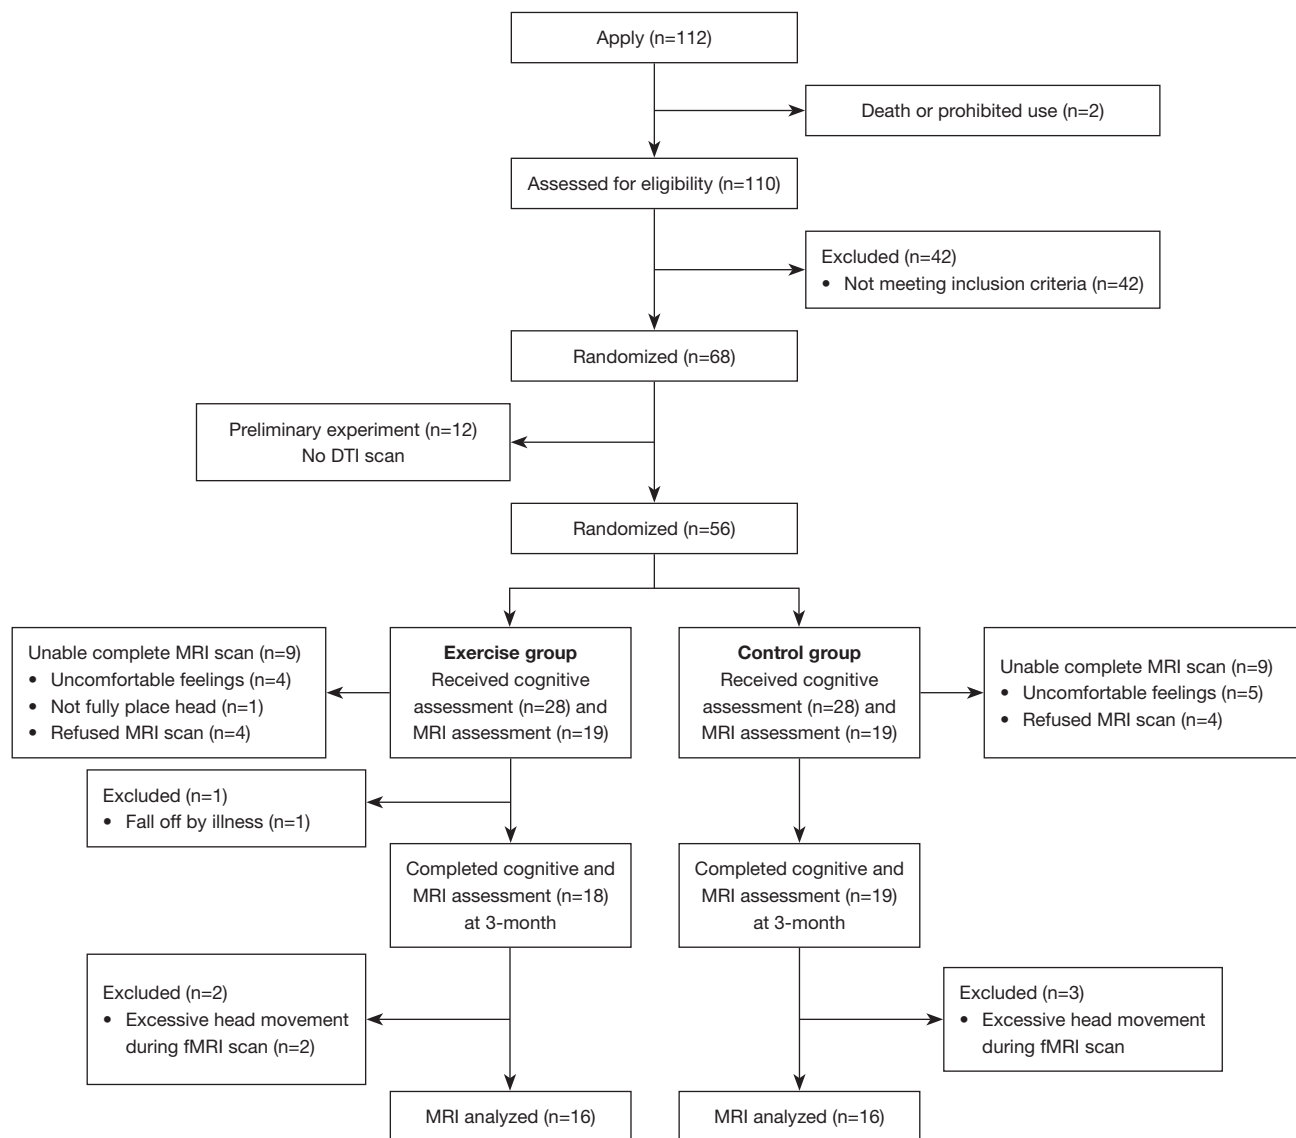 Apply (n=112)
Death or prohibited use (n=2)
Assessed for eligibility (n=110)
Excluded (n=42)
• Not meeting inclusion criteria (n=42)
Randomized (n=68)
Preliminary experiment (n=12)
No DTI scan
Randomized (n=56)
Unable complete MRI scan (n=9)
• Uncomfortable feelings (n=4)
• Not fully place head (n=1)
• Refused MRI scan (n=4)
Exercise group
Received cognitive
assessment (n=28) and
MRI assessment (n=19)
Control group
Received cognitive
assessment (n=28) and
MRI assessment (n=19)
Unable complete MRI scan (n=9)
• Uncomfortable feelings (n=5)
• Refused MRI scan (n=4)
Excluded (n=1)
• Fall off by illness (n=1)
Completed cognitive and
MRI assessment (n=18)
at 3-month
Completed cognitive and
MRI assessment (n=19)
at 3-month
Excluded (n=2)
• Excessive head movement
during fMRI scan (n=2)
Excluded (n=3)
• Excessive head movement
during fMRI scan
MRI analyzed (n=16)
MRI analyzed (n=16)